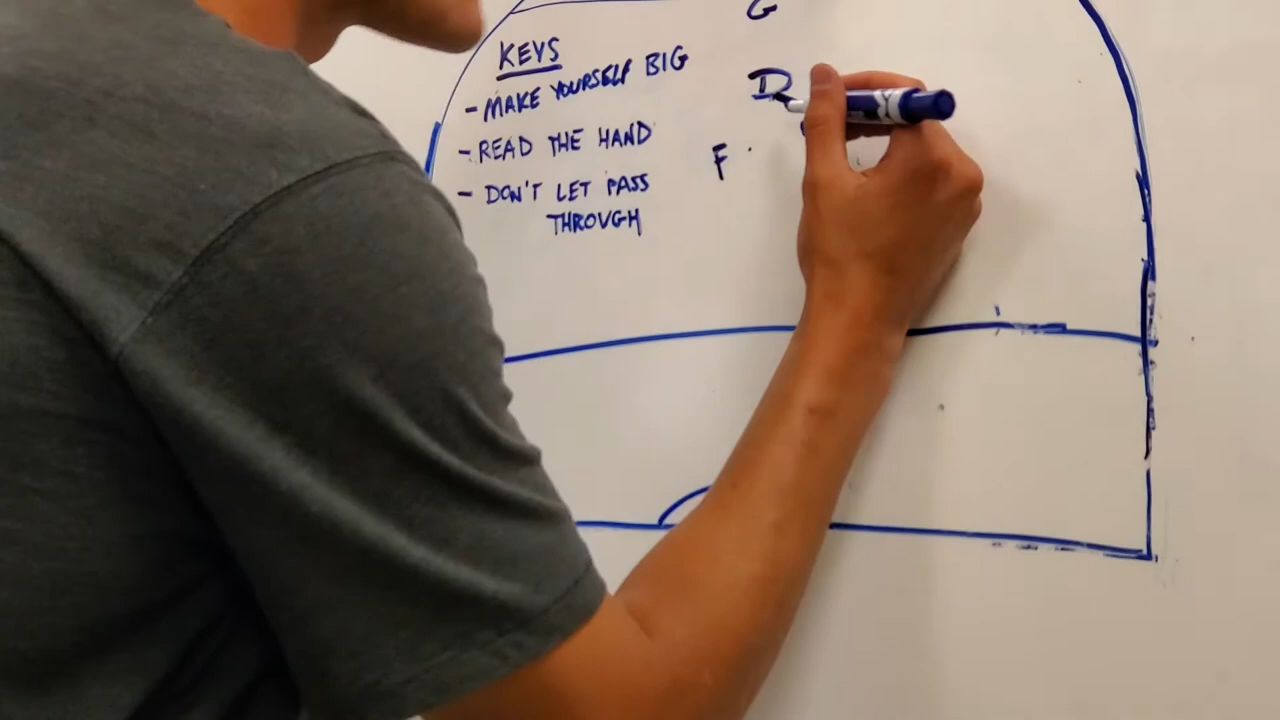 G
KEYS
- MAKE YOURSELF BIG
- READ THE HAND
- DON'T LET PASS
THROUGH
D
F